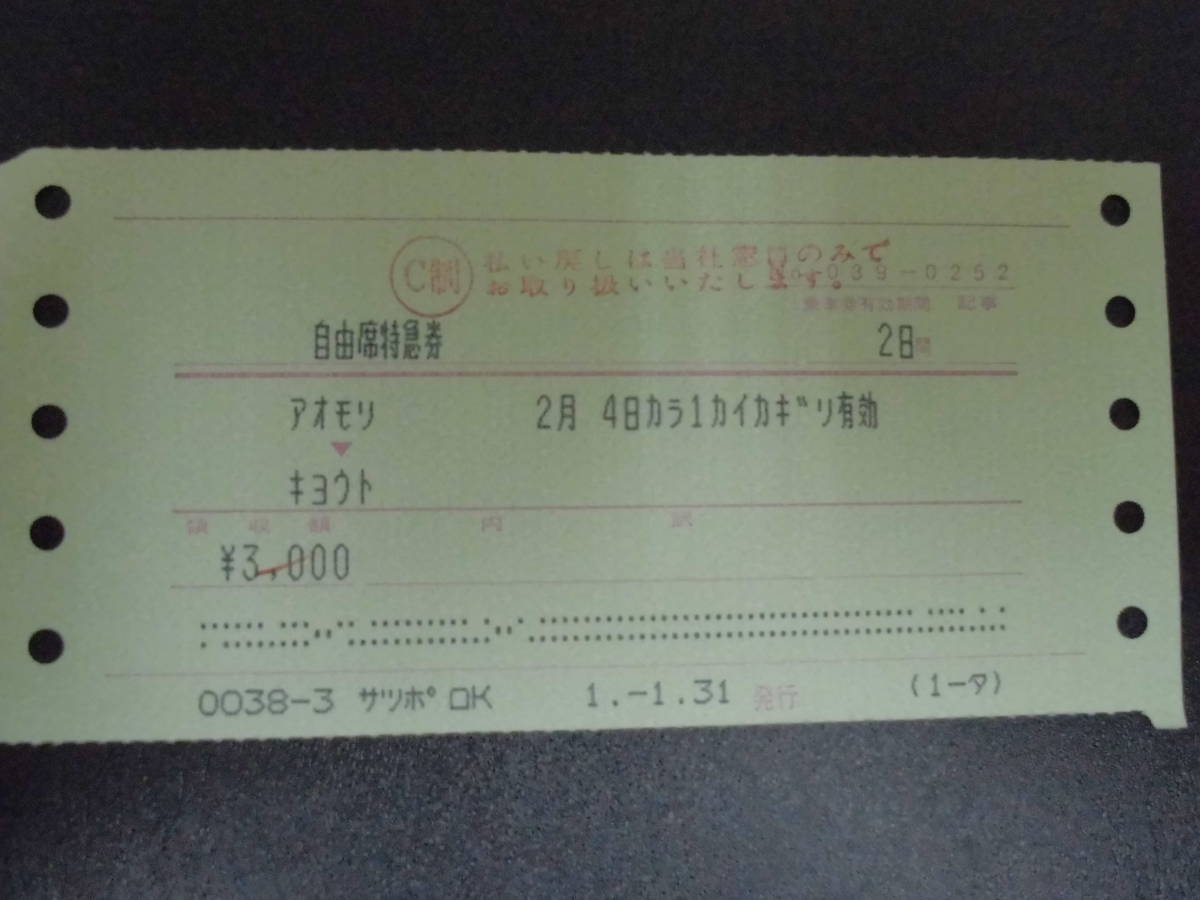 C制 払い戻しは当社窓口のみで
お取り扱いいたします。
No 039-0252
乗車券有効期間 記事
自由席特急券 2日間
アオモリ 2月 4日カラ1カイカギリ有効
▼
キヨウト
領 収 額 内 訳
¥3,000
0038-3 サツポロK 1.-1.31 発行 (1-タ)